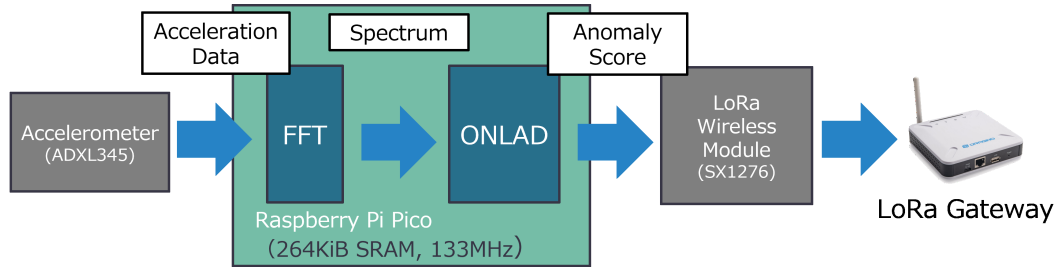 Acceleration
Data
Spectrum
Anomaly
Score
Accelerometer
(ADXL345)
FFT
ONLAD
LoRa
Wireless
Module
(SX1276)
Raspberry Pi Pico
(264KiB SRAM, 133MHz)
LoRa Gateway